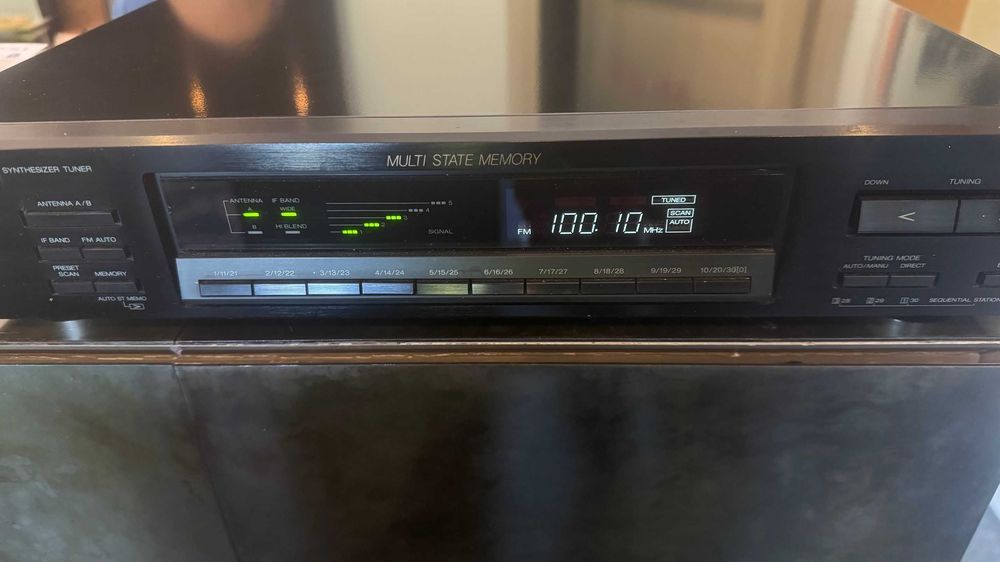 SYNTHESIZER TUNER
MULTI STATE MEMORY
DOWN
TUNING
ANTENNA A/B
ANTENNA
IF BAND
A
WIDE
B
HI BLEND
5
4
3
2
1
SIGNAL
TUNED
SCAN
AUTO
FM 100.10 MHz
<
IF BAND
FM AUTO
PRESET
SCAN
MEMORY
AUTO ST MEMO
1/11/21
2/12/22
3/13/23
4/14/24
5/15/25
6/16/26
7/17/27
8/18/28
9/19/29
10/20/30[0]
TUNING MODE
AUTO/MANU
DIRECT
28
29
30
SEQUENTIAL STATION